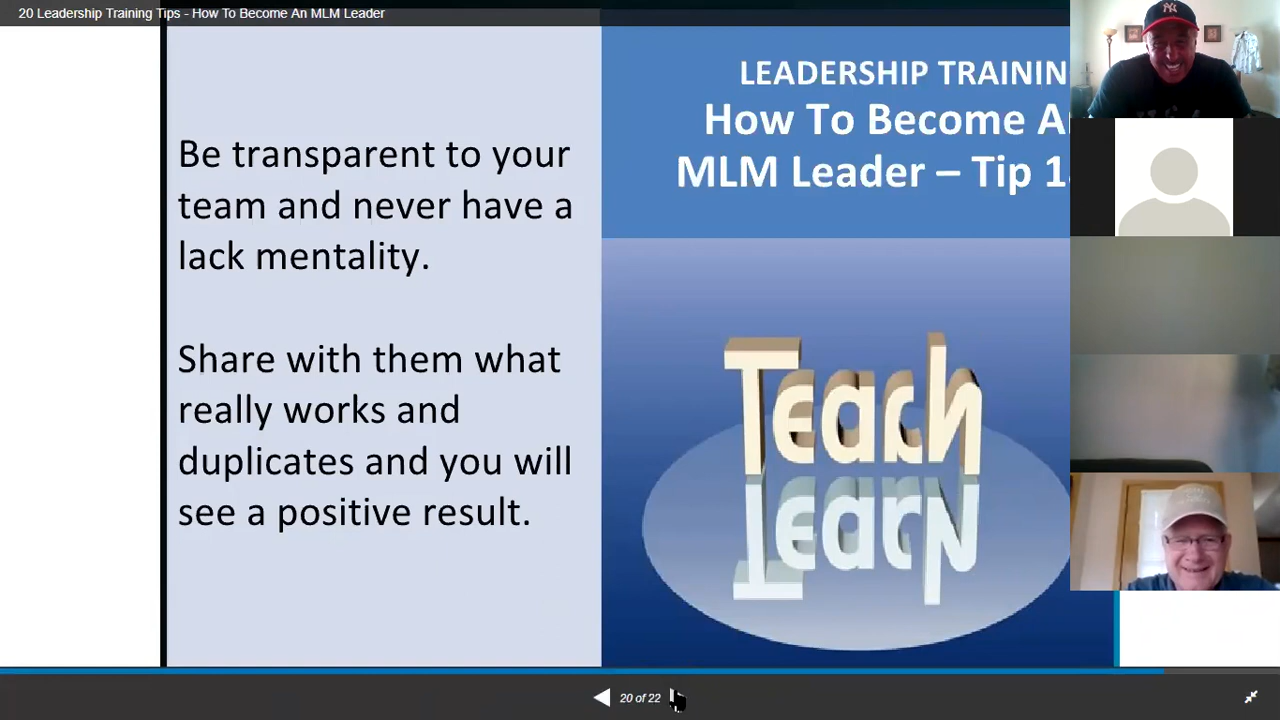 20 Leadership Training Tips - How To Become An MLM Leader
LEADERSHIP
How To Become
MLM Leader – Tip
Be transparent to your
team and never have a
lack mentality.
Share with them what
really works and
duplicates and you will
see a positive result.
Teach
Learn
20 of 22